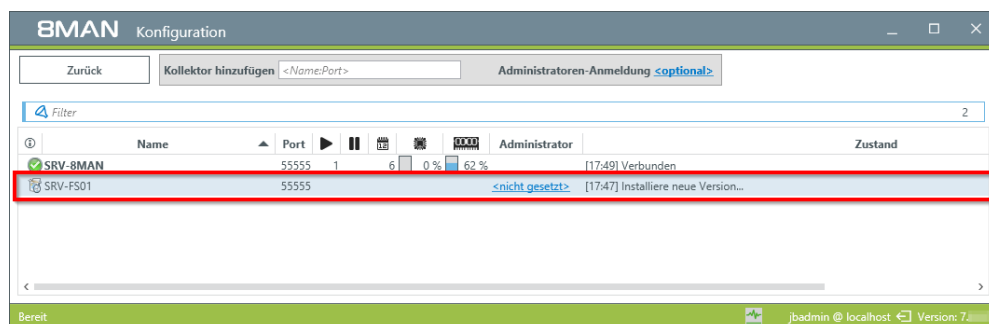 8MAN Konfiguration
Zurück Kollektor hinzufügen <Name:Port> Administratoren-Anmeldung <optional>
Filter 2
Name Port 12 Administrator Zustand
SRV-8MAN 55555 1 6 0 % 62 % [17:49] Verbunden
SRV-FS01 55555 <nicht gesetzt> [17:47] Installiere neue Version...
Bereit jbadmin @ localhost Version: 7.